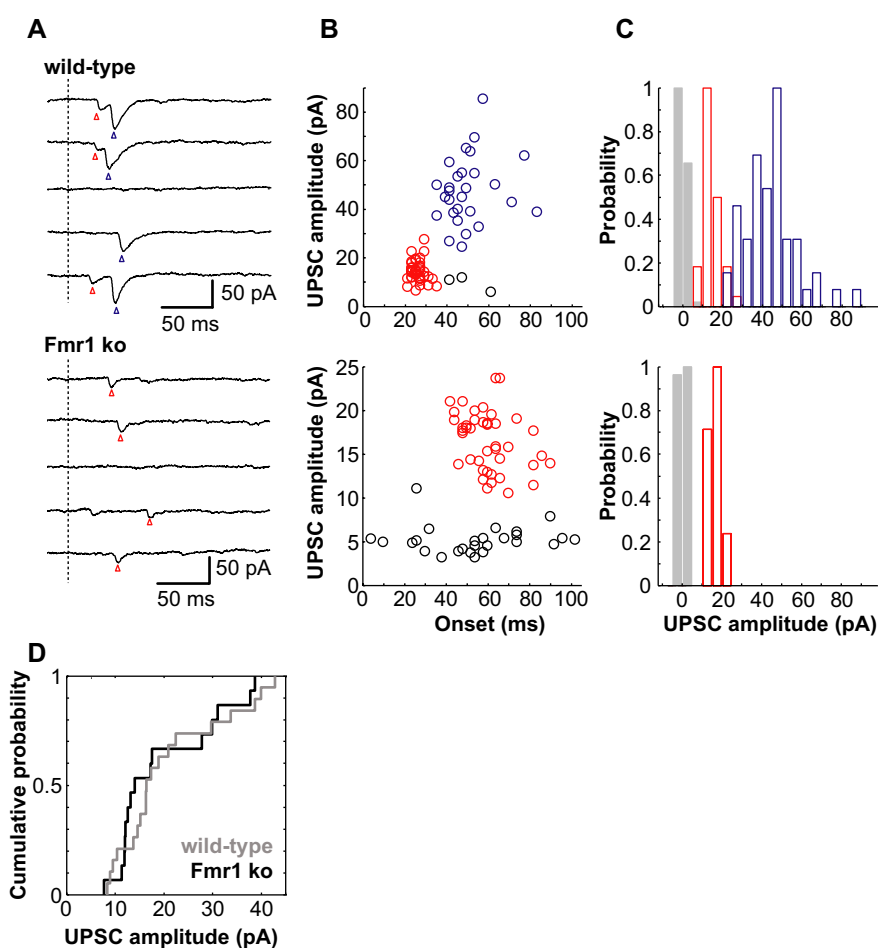 A
B
C
wild-type
50 pA
50 ms
Fmr1 ko
50 pA
50 ms
UPSC amplitude (pA)
80
60
40
20
0
0 20 40 60 80 100
UPSC amplitude (pA)
25
20
15
10
5
0
0 20 40 60 80 100
Onset (ms)
Probability
1
0.8
0.6
0.4
0.2
0
0 20 40 60 80
Probability
1
0.8
0.6
0.4
0.2
0
0 20 40 60 80
UPSC amplitude (pA)
D
Cumulative probability
1
0.5
0
0 10 20 30 40
UPSC amplitude (pA)
wild-type
Fmr1 ko